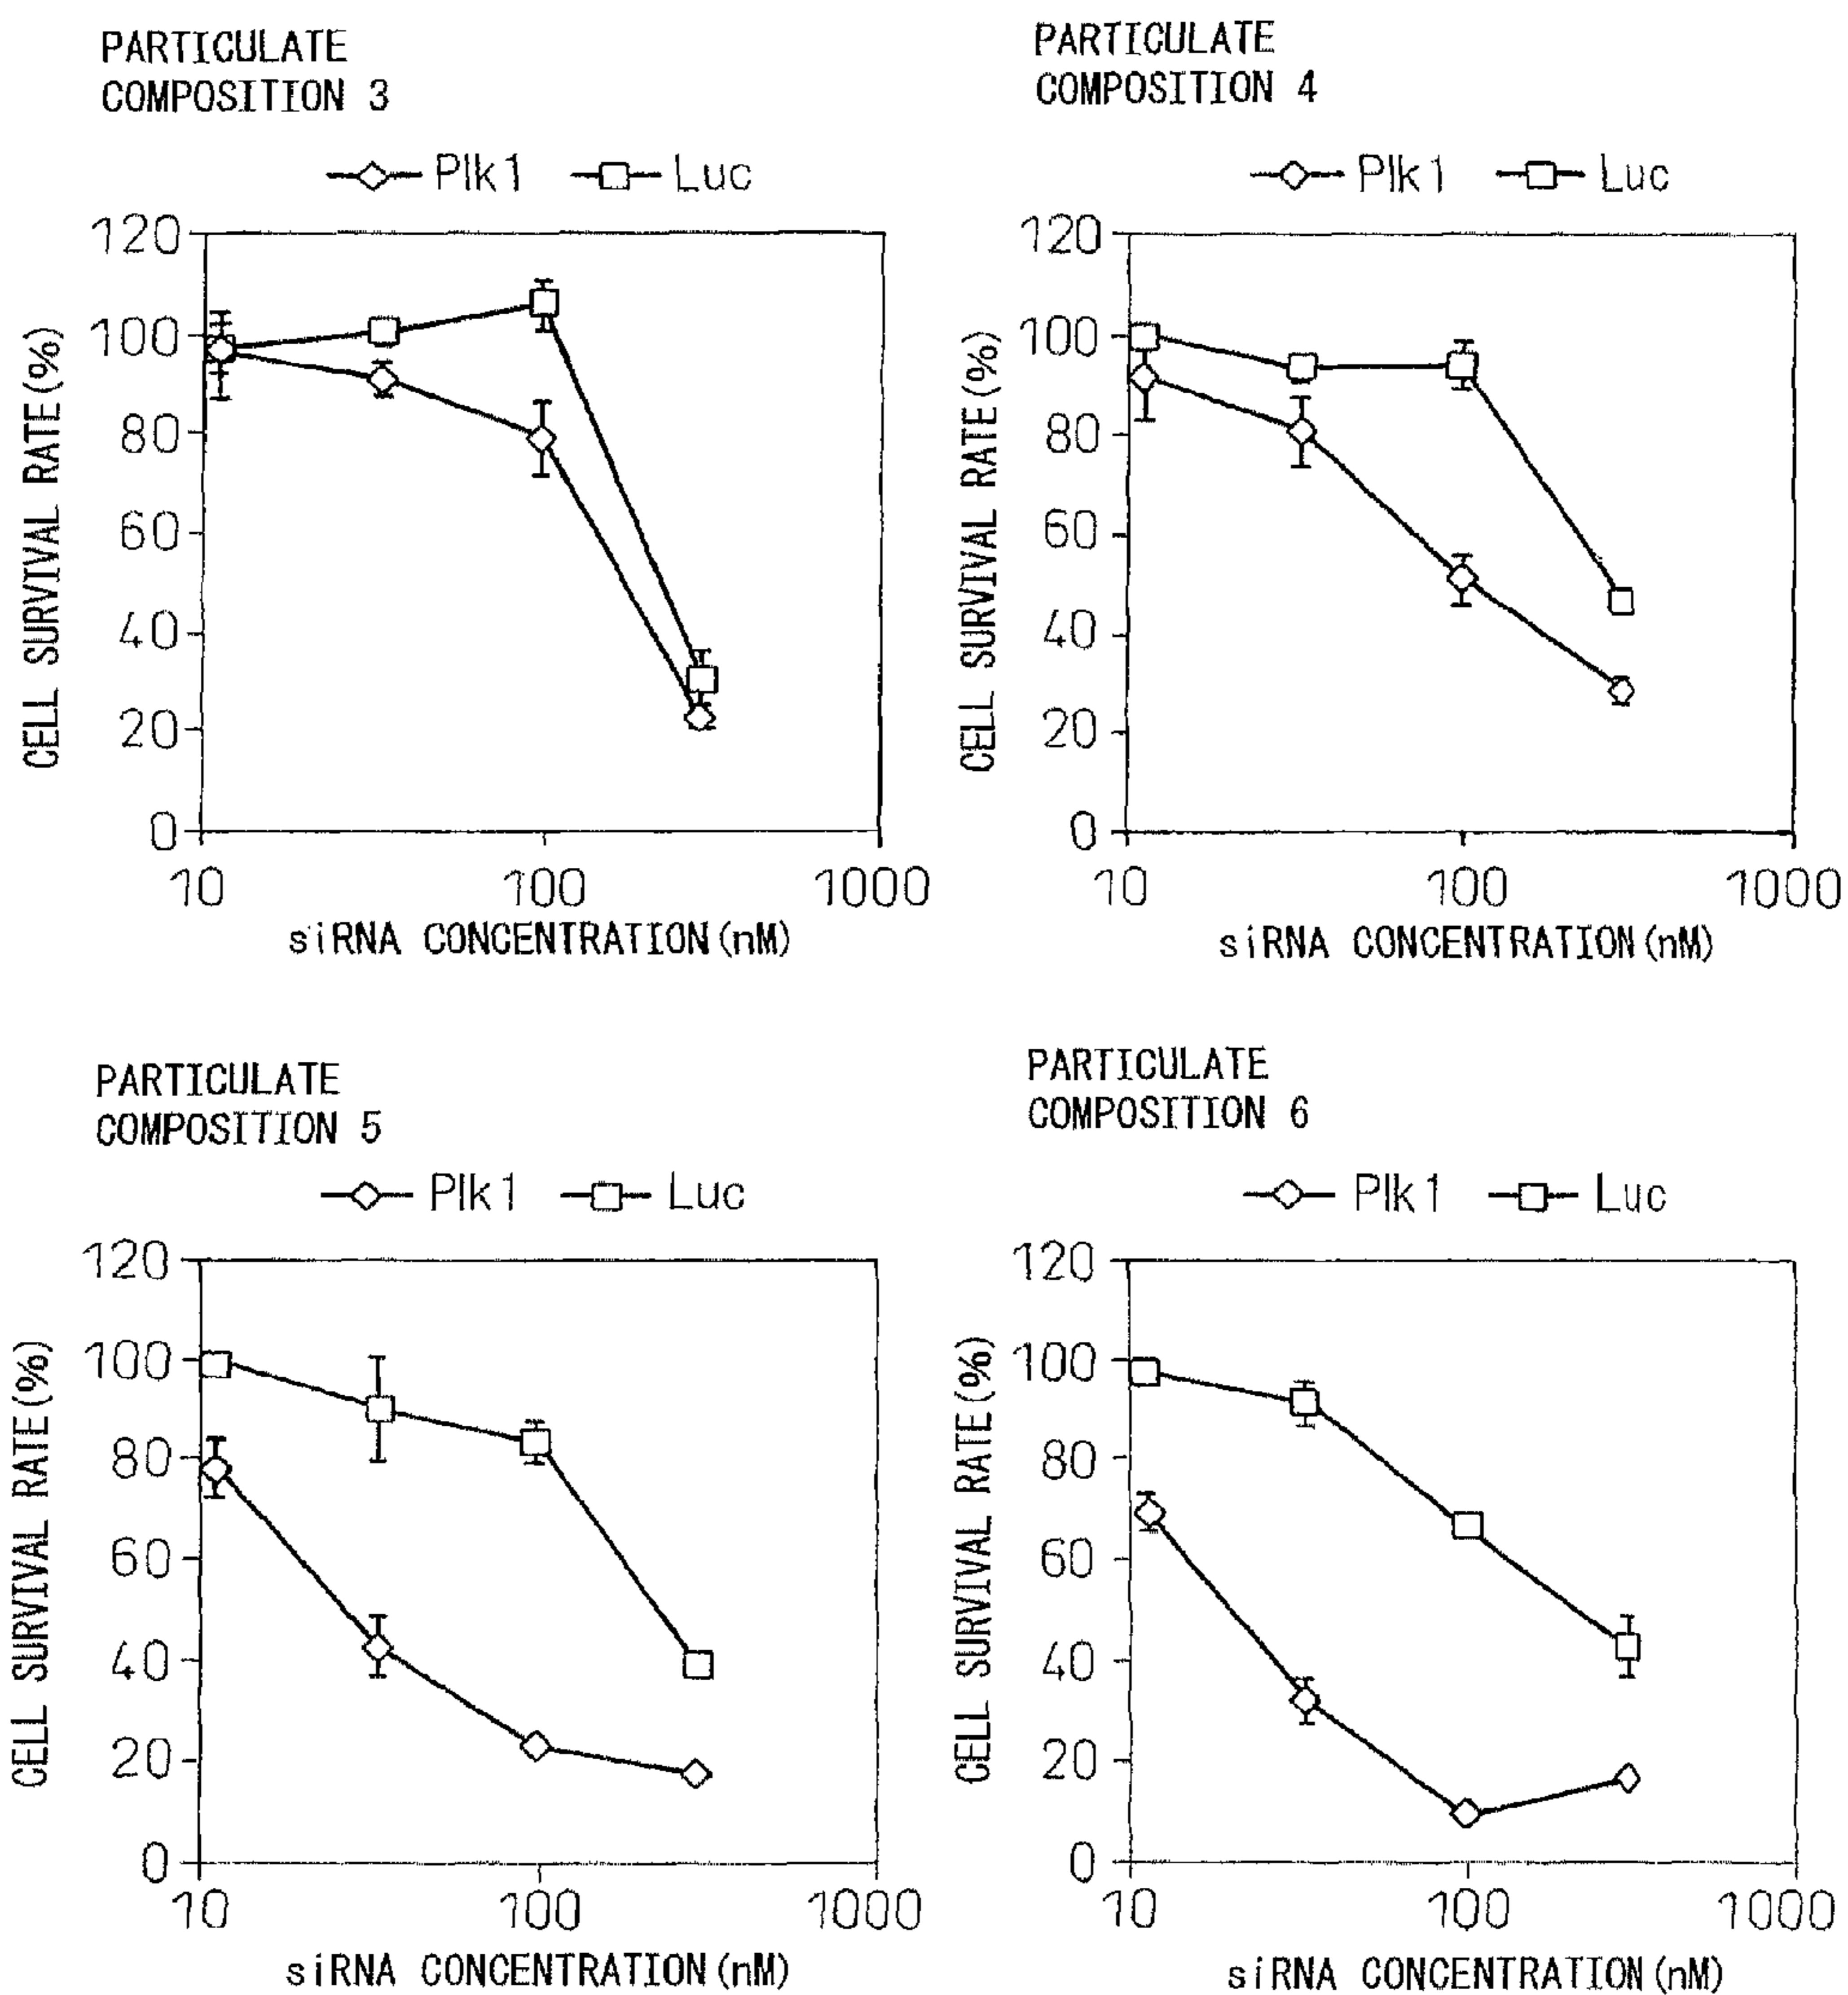 PARTICULATE
COMPOSITION 3
Plk1 Luc
120
100
80
60
40
20
0
CELL SURVIVAL RATE(%)
10 100 1000
siRNA CONCENTRATION(nM)
PARTICULATE
COMPOSITION 4
Plk1 Luc
120
100
80
60
40
20
0
CELL SURVIVAL RATE(%)
10 100 1000
siRNA CONCENTRATION(nM)
PARTICULATE
COMPOSITION 5
Plk1 Luc
120
100
80
60
40
20
0
CELL SURVIVAL RATE(%)
10 100 1000
siRNA CONCENTRATION(nM)
PARTICULATE
COMPOSITION 6
Plk1 Luc
120
100
80
60
40
20
0
CELL SURVIVAL RATE(%)
10 100 1000
siRNA CONCENTRATION(nM)